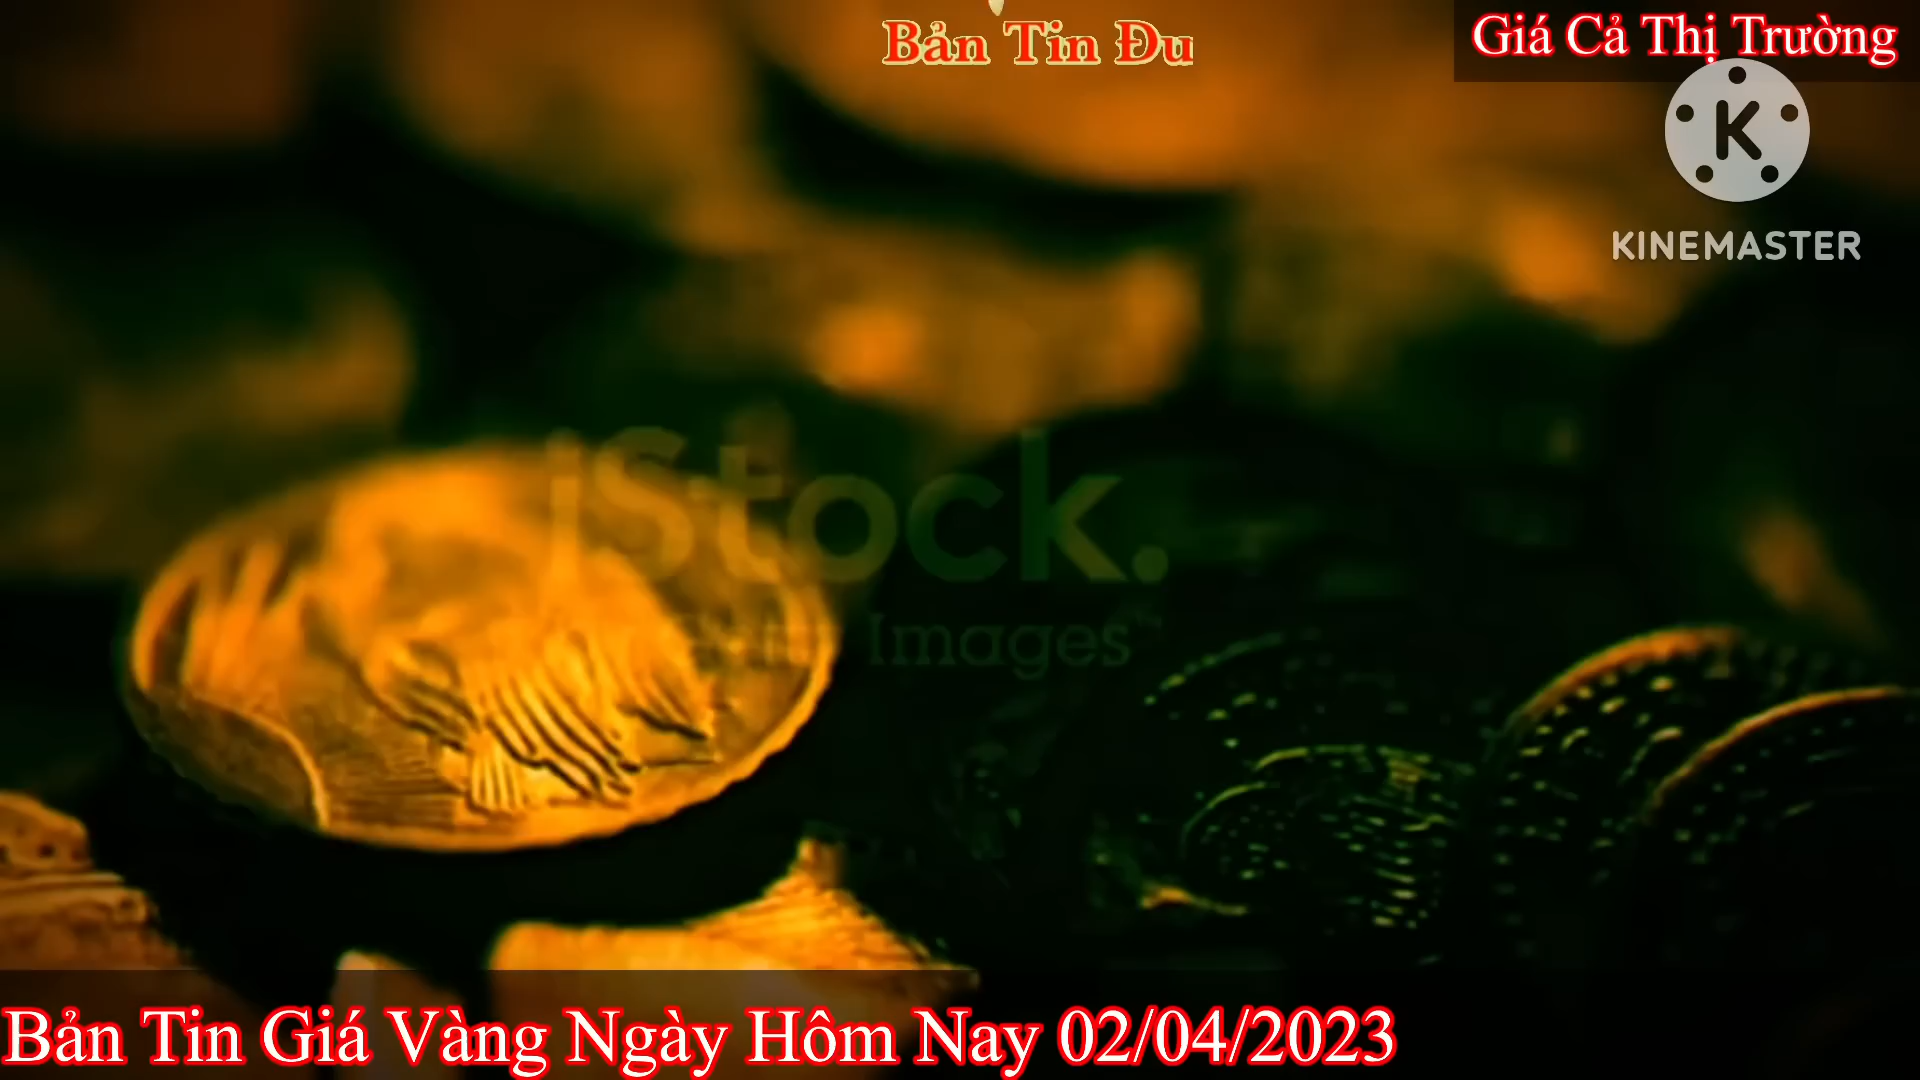 Bản Tin Đu
Giá Cả Thị Trường
K
KINEMASTER
iStock.
Images
Bản Tin Giá Vàng Ngày Hôm Nay 02/04/2023